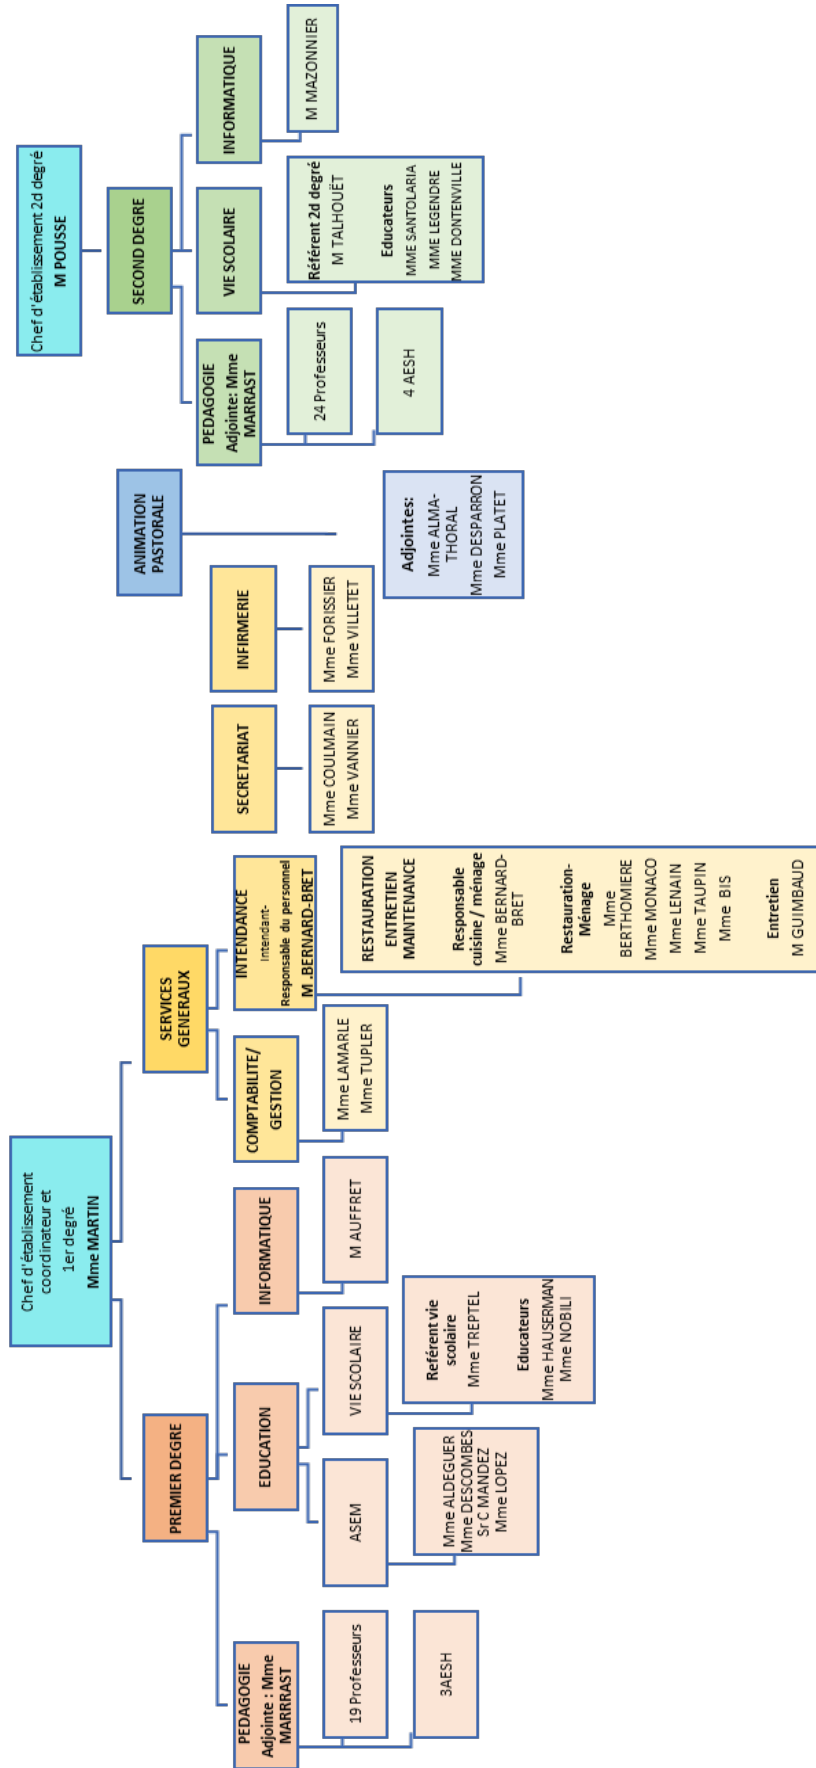 Chef d'établissement
coordinateur et
1er degré
Mme MARTIN
PREMIER DEGRE
PEDAGOGIE
Adjointe : Mme
MARRRAST
19 Professeurs
3AESH
EDUCATION
ASEM
Mme ALDEGUER
Mme DESCOMBES
Sr C MANDEZ
Mme LOPEZ
VIE SCOLAIRE
Référent vie
scolaire
Mme TREPTEL
Educateurs
Mme HAUSERMAN
Mme NOBILI
INFORMATIQUE
M AUFFRET
SERVICES
GENERAUX
COMPTABILITE/
GESTION
Mme LAMARLE
Mme TUPLER
INTENDANCE
Intendant-
Responsable du personnel
M .BERNARD-BRET
RESTAURATION
ENTRETIEN
MAINTENANCE
Responsable
cuisine / ménage
Mme BERNARD-
BRET
Restauration-
Ménage
Mme
BERTHOMIERE
Mme MONACO
Mme LENAIN
Mme TAUPIN
Mme BIS
Entretien
M GUIMBAUD
SECRETARIAT
Mme COULMAIN
Mme VANNIER
INFIRMERIE
Mme FORISSIER
Mme VILLETET
ANIMATION
PASTORALE
Adjointes:
Mme ALMA-
THORAL
Mme DESPARRON
Mme PLATET
Chef d'établissement 2d degré
M POUSSE
SECOND DEGRE
PEDAGOGIE
Adjointe: Mme
MARRAST
24 Professeurs
4 AESH
VIE SCOLAIRE
Référent 2d degré
M TALHOUËT
Educateurs
MME SANTOLARIA
MME LEGENDRE
MME DONTENVILLE
INFORMATIQUE
M MAZONNIER